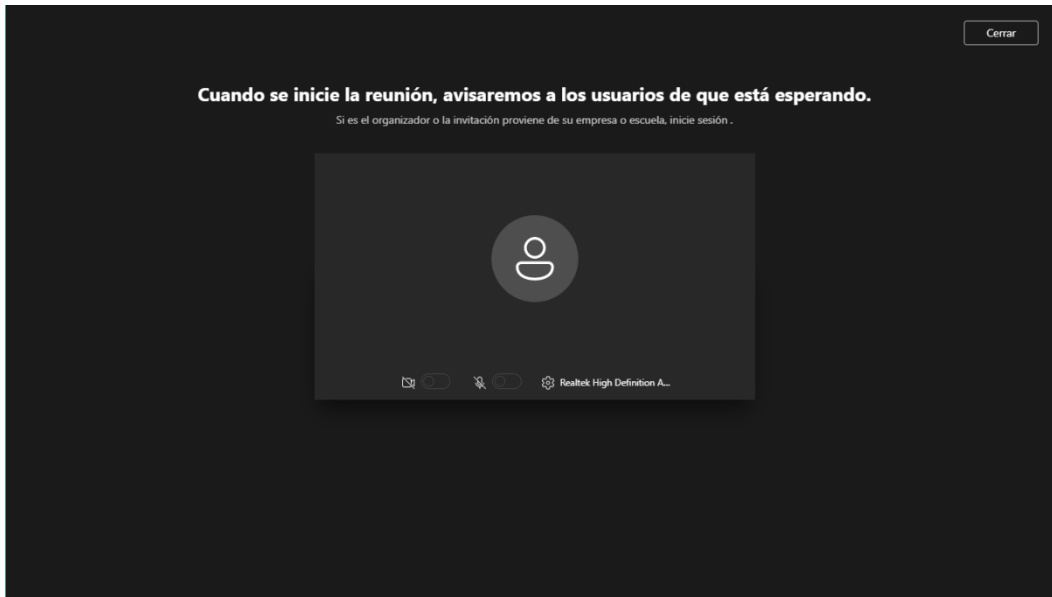 Cerrar
Cuando se inicie la reunión, avisaremos a los usuarios de que está esperando.
Si es el organizador o la invitación proviene de su empresa o escuela, inicie sesión .
Realtek High Definition A...